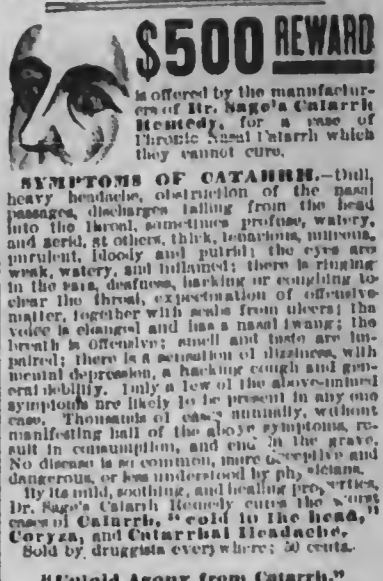 $500 REWARD
is offered by the manufactur-
ers of Dr. Sage's Catarrh
Remedy, for a case of
Chronic Nasal Catarrh which
they cannot cure.
SYMPTOMS OF CATARRH.—Dull,
heavy headache, obstruction of the nasal
passages, discharges falling from the head
into the throat, sometimes profuse, watery,
and acrid, at others, thick, tenacious, mucous,
purulent, bloody and putrid; the eyes are
weak, watery, and inflamed; there is ringing
in the ears, deafness, hacking or coughing to
clear the throat, expectoration of offensive
matter, together with scabs from ulcers; the
voice is changed and has a nasal twang; the
breath is offensive; smell and taste are im-
paired; there is a sensation of dizziness, with
mental depression, a hacking cough and gen-
eral debility. Only a few of the above-named
symptoms are likely to be present in any one
case. Thousands of cases annually, without
manifesting half of the above symptoms, re-
sult in consumption, and end in the grave.
No disease is so common, more deceptive and
dangerous, or less understood by physicians.
By its mild, soothing, and healing properties,
Dr. Sage's Catarrh Remedy cures the worst
cases of Catarrh, "cold in the head,"
Coryza, and Catarrhal Headache.
Sold by druggists everywhere; 50 cents.
"Untold Agony from Catarrh."